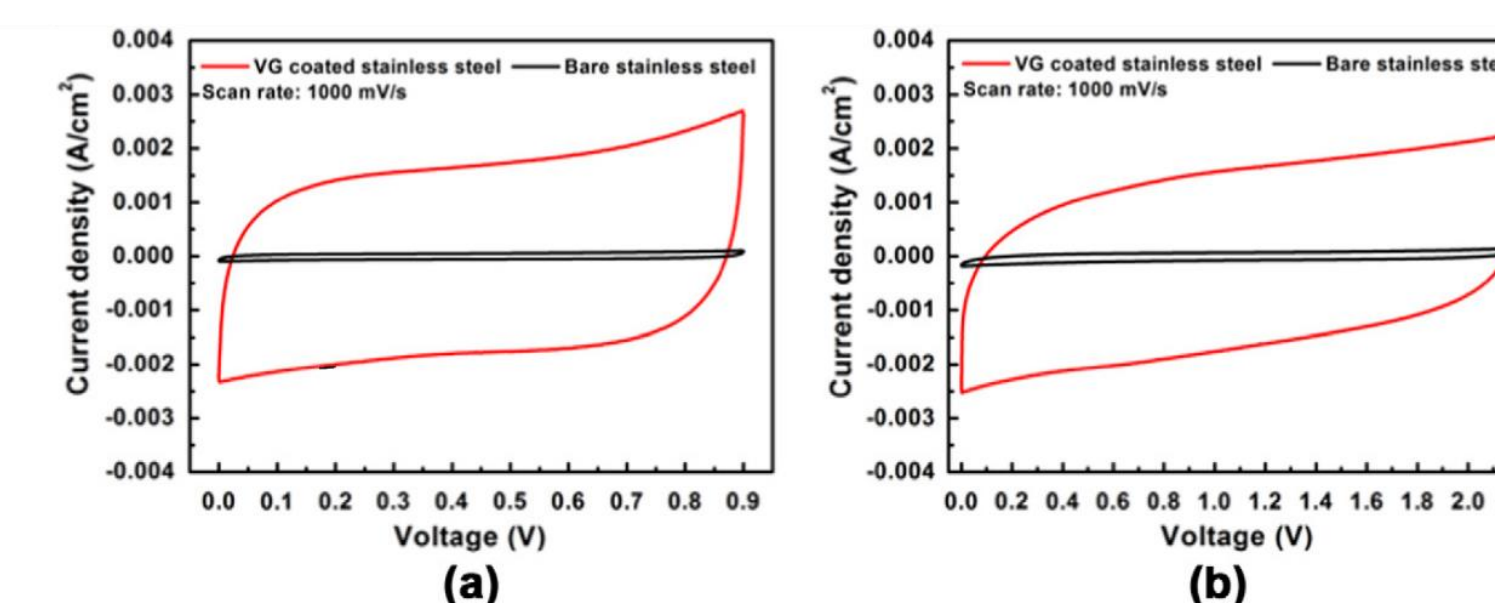 0.004
VG coated stainless steel Bare stainless steel
0.003
Scan rate: 1000 mV/s
0.002
0.001
0.000
-0.001
-0.002
-0.003
-0.004
Current density (A/cm²)
0.0 0.1 0.2 0.3 0.4 0.5 0.6 0.7 0.8 0.9
Voltage (V)
(a)
0.004
VG coated stainless steel Bare stainless
0.003
Scan rate: 1000 mV/s
0.002
0.001
0.000
-0.001
-0.002
-0.003
-0.004
Current density (A/cm²)
0.0 0.2 0.4 0.6 0.8 1.0 1.2 1.4 1.6 1.8 2.0
Voltage (V)
(b)